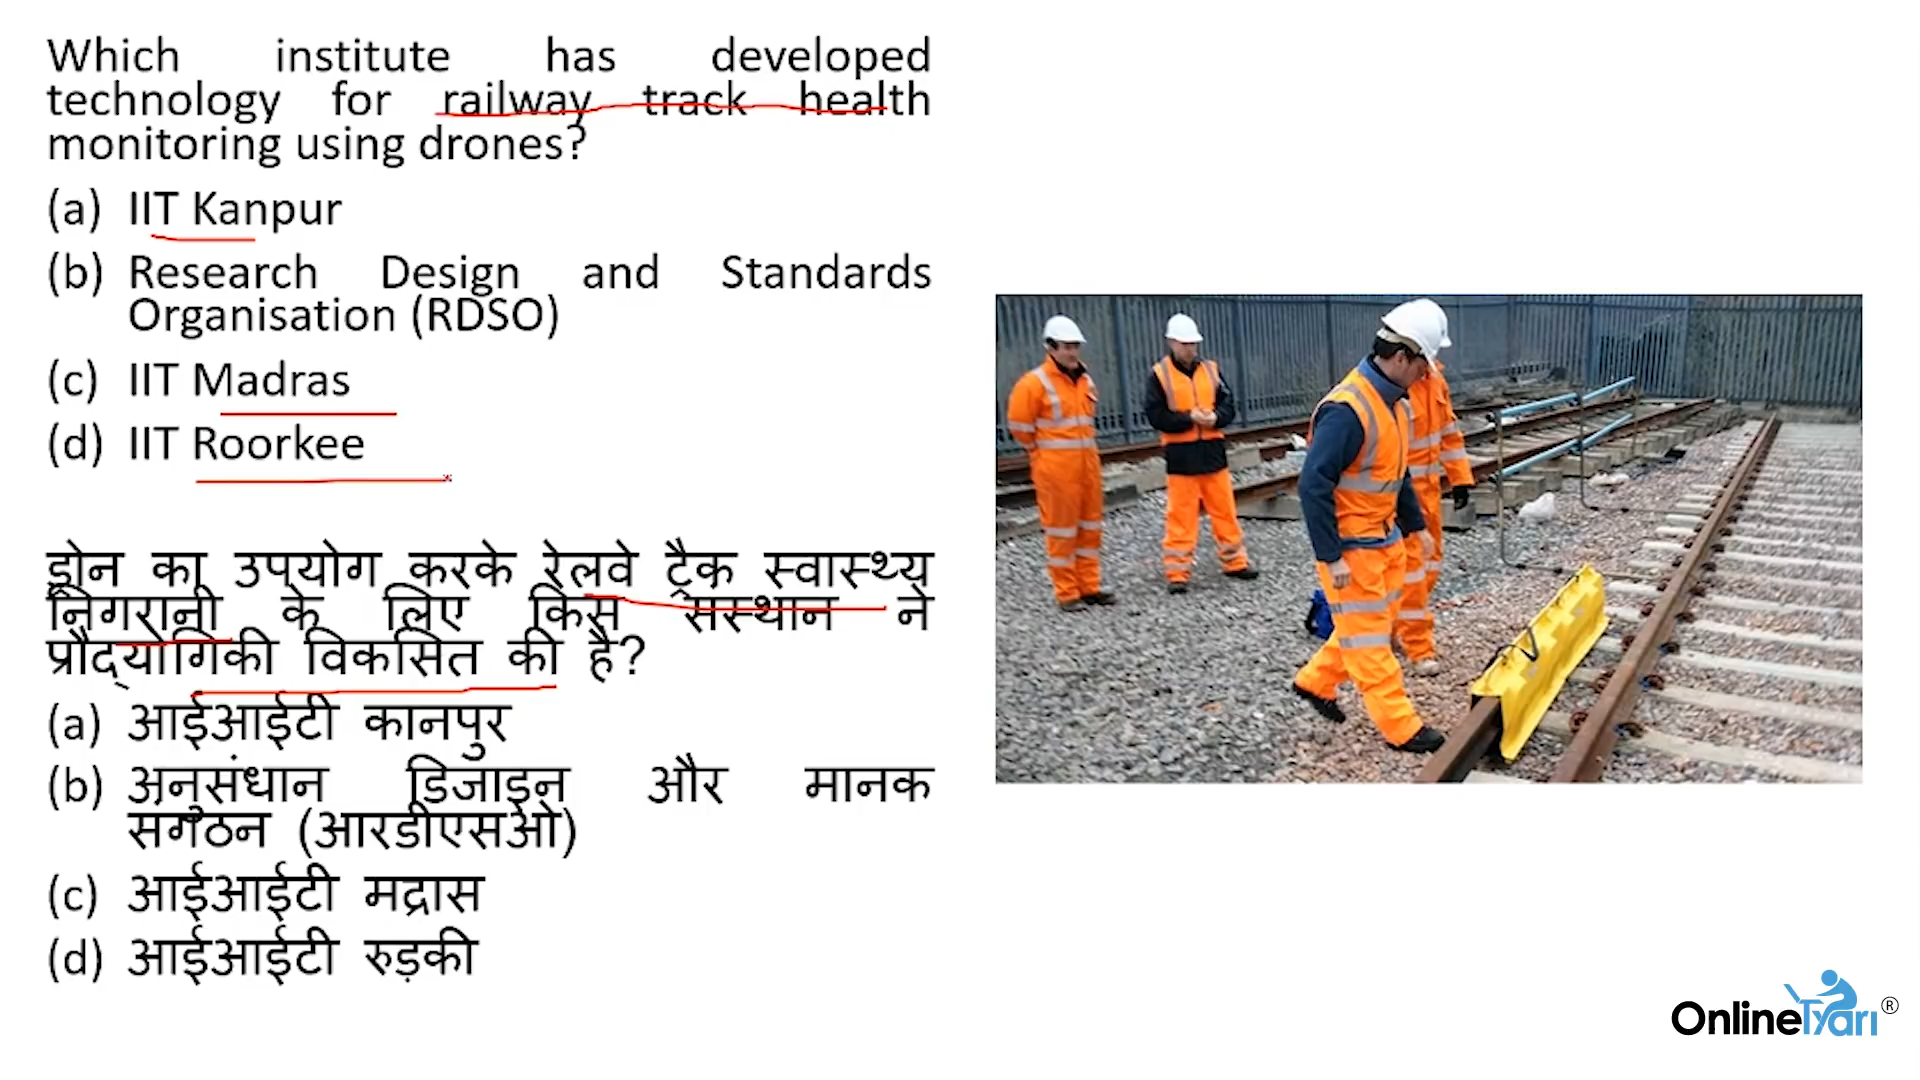 Which institute has developed
technology for railway track health
monitoring using drones?
(a) IIT Kanpur
(b) Research Design and Standards
Organisation (RDSO)
(c) IIT Madras
(d) IIT Roorkee
ड्रोन का उपयोग करके रेलवे ट्रैक स्वास्थ्य
निगरानी के लिए किस संस्थान ने
प्रौद्योगिकी विकसित की है?
(a) आईआईटी कानपुर
(b) अनुसंधान डिजाइन और मानक
संगठन (आरडीएसओ)
(c) आईआईटी मद्रास
(d) आईआईटी रुड़की
OnlineTyari ®